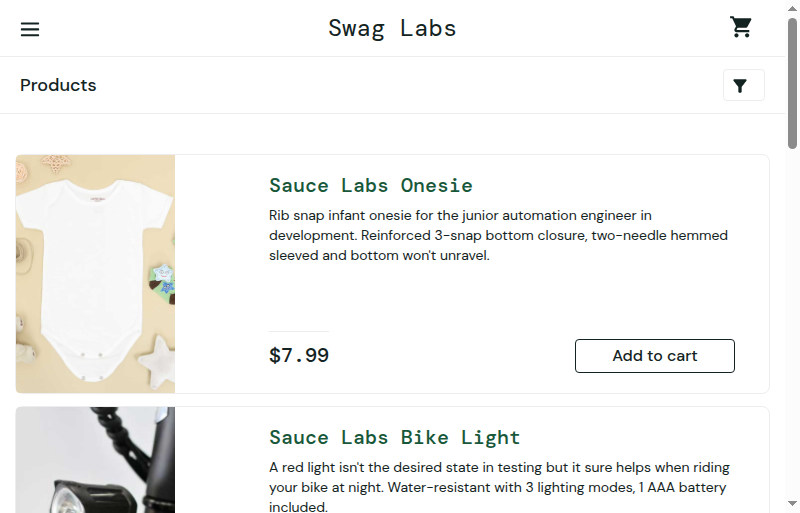 Swag Labs
Products
Sauce Labs Onesie
Rib snap infant onesie for the junior automation engineer in
development. Reinforced 3-snap bottom closure, two-needle hemmed
sleeved and bottom won't unravel.
$7.99
Add to cart
Sauce Labs Bike Light
A red light isn't the desired state in testing but it sure helps when riding
your bike at night. Water-resistant with 3 lighting modes, 1 AAA battery
included.